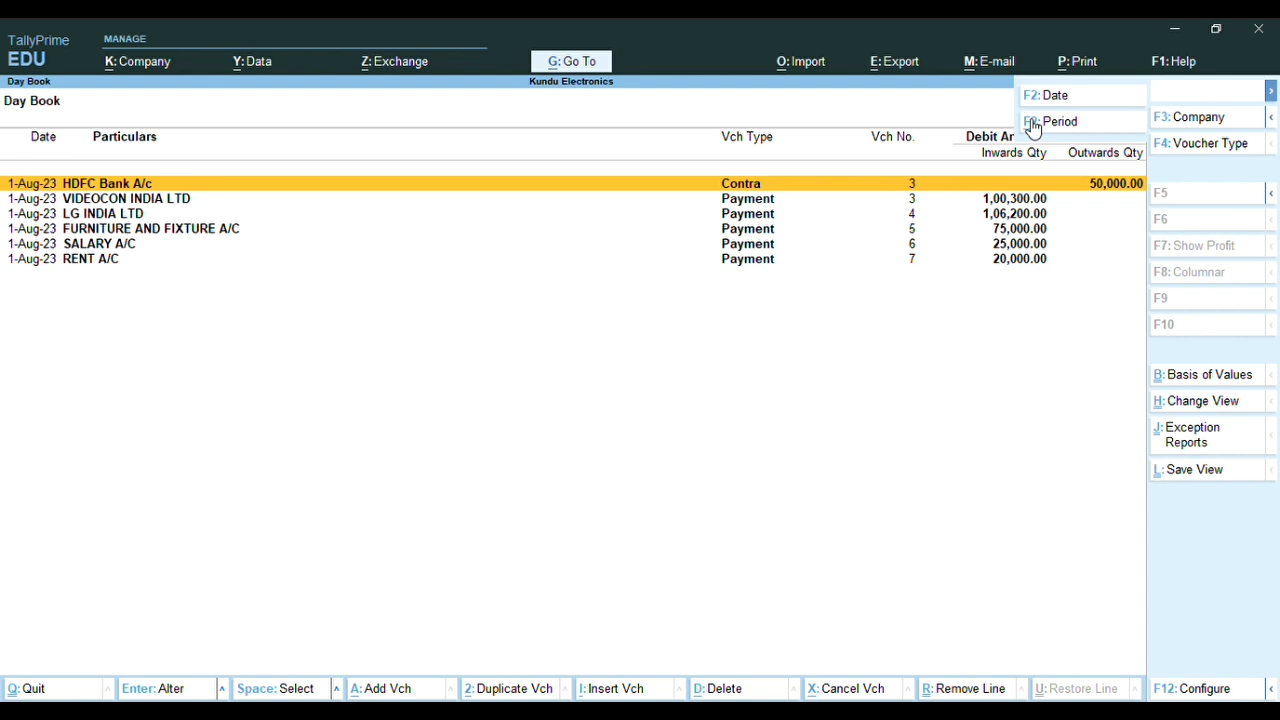 TallyPrime
EDU
MANAGE
K: Company
Y: Data
Z: Exchange
G: Go To
O: Import
E: Export
M: E-mail
P: Print
F1: Help
Day Book
Kundu Electronics
Day Book
F2: Date
Period
F3: Company
F4: Voucher Type
Date Particulars Vch Type Vch No. Debit
Inwards Qty Outwards Qty
1-Aug-23 HDFC Bank A/c Contra 3 50,000.00
1-Aug-23 VIDEOCON INDIA LTD Payment 3 1,00,300.00
1-Aug-23 LG INDIA LTD Payment 4 1,06,200.00
1-Aug-23 FURNITURE AND FIXTURE A/C Payment 5 75,000.00
1-Aug-23 SALARY A/C Payment 6 25,000.00
1-Aug-23 RENT A/C Payment 7 20,000.00
F5
F6
F7: Show Profit
F8: Columnar
F9
F10
B: Basis of Values
H: Change View
J: Exception
Reports
L: Save View
Q: Quit
Enter: Alter
Space: Select
A: Add Vch
2: Duplicate Vch
I: Insert Vch
D: Delete
X: Cancel Vch
R: Remove Line
U: Restore Line
F12: Configure